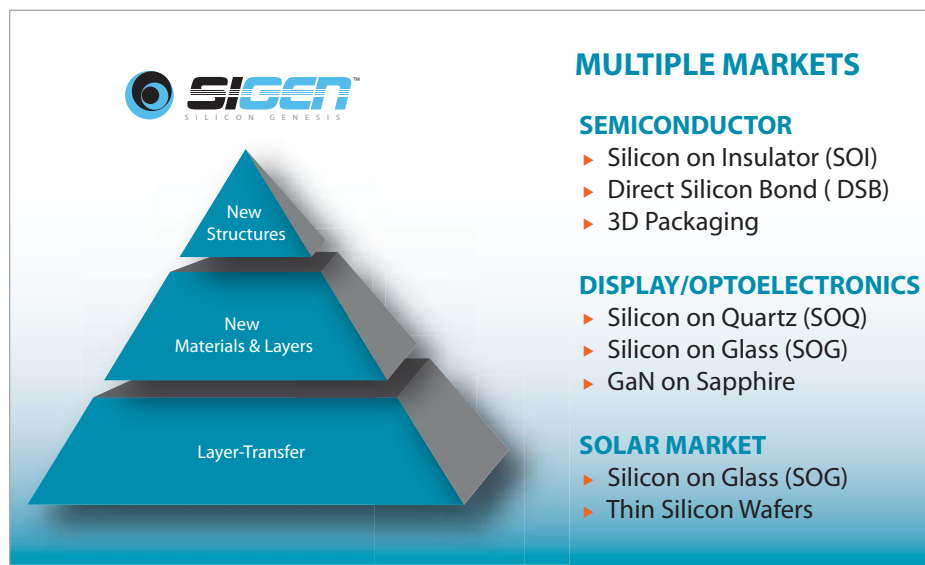 SIGEN™
SILICON GENESIS
New
Structures
New
Materials & Layers
Layer-Transfer
MULTIPLE MARKETS
SEMICONDUCTOR
Silicon on Insulator (SOI)
Direct Silicon Bond ( DSB)
3D Packaging
DISPLAY/OPTOELECTRONICS
Silicon on Quartz (SOQ)
Silicon on Glass (SOG)
GaN on Sapphire
SOLAR MARKET
Silicon on Glass (SOG)
Thin Silicon Wafers